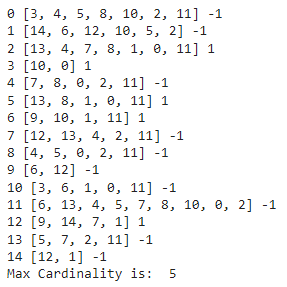 0 [3, 4, 5, 8, 10, 2, 11] -1
1 [14, 6, 12, 10, 5, 2] -1
2 [13, 4, 7, 8, 1, 0, 11] 1
3 [10, 0] 1
4 [7, 8, 0, 2, 11] -1
5 [13, 8, 1, 0, 11] 1
6 [9, 10, 1, 11] 1
7 [12, 13, 4, 2, 11] -1
8 [4, 5, 0, 2, 11] -1
9 [6, 12] -1
10 [3, 6, 1, 0, 11] -1
11 [6, 13, 4, 5, 7, 8, 10, 0, 2] -1
12 [9, 14, 7, 1] 1
13 [5, 7, 2, 11] -1
14 [12, 1] -1
Max Cardinality is:  5